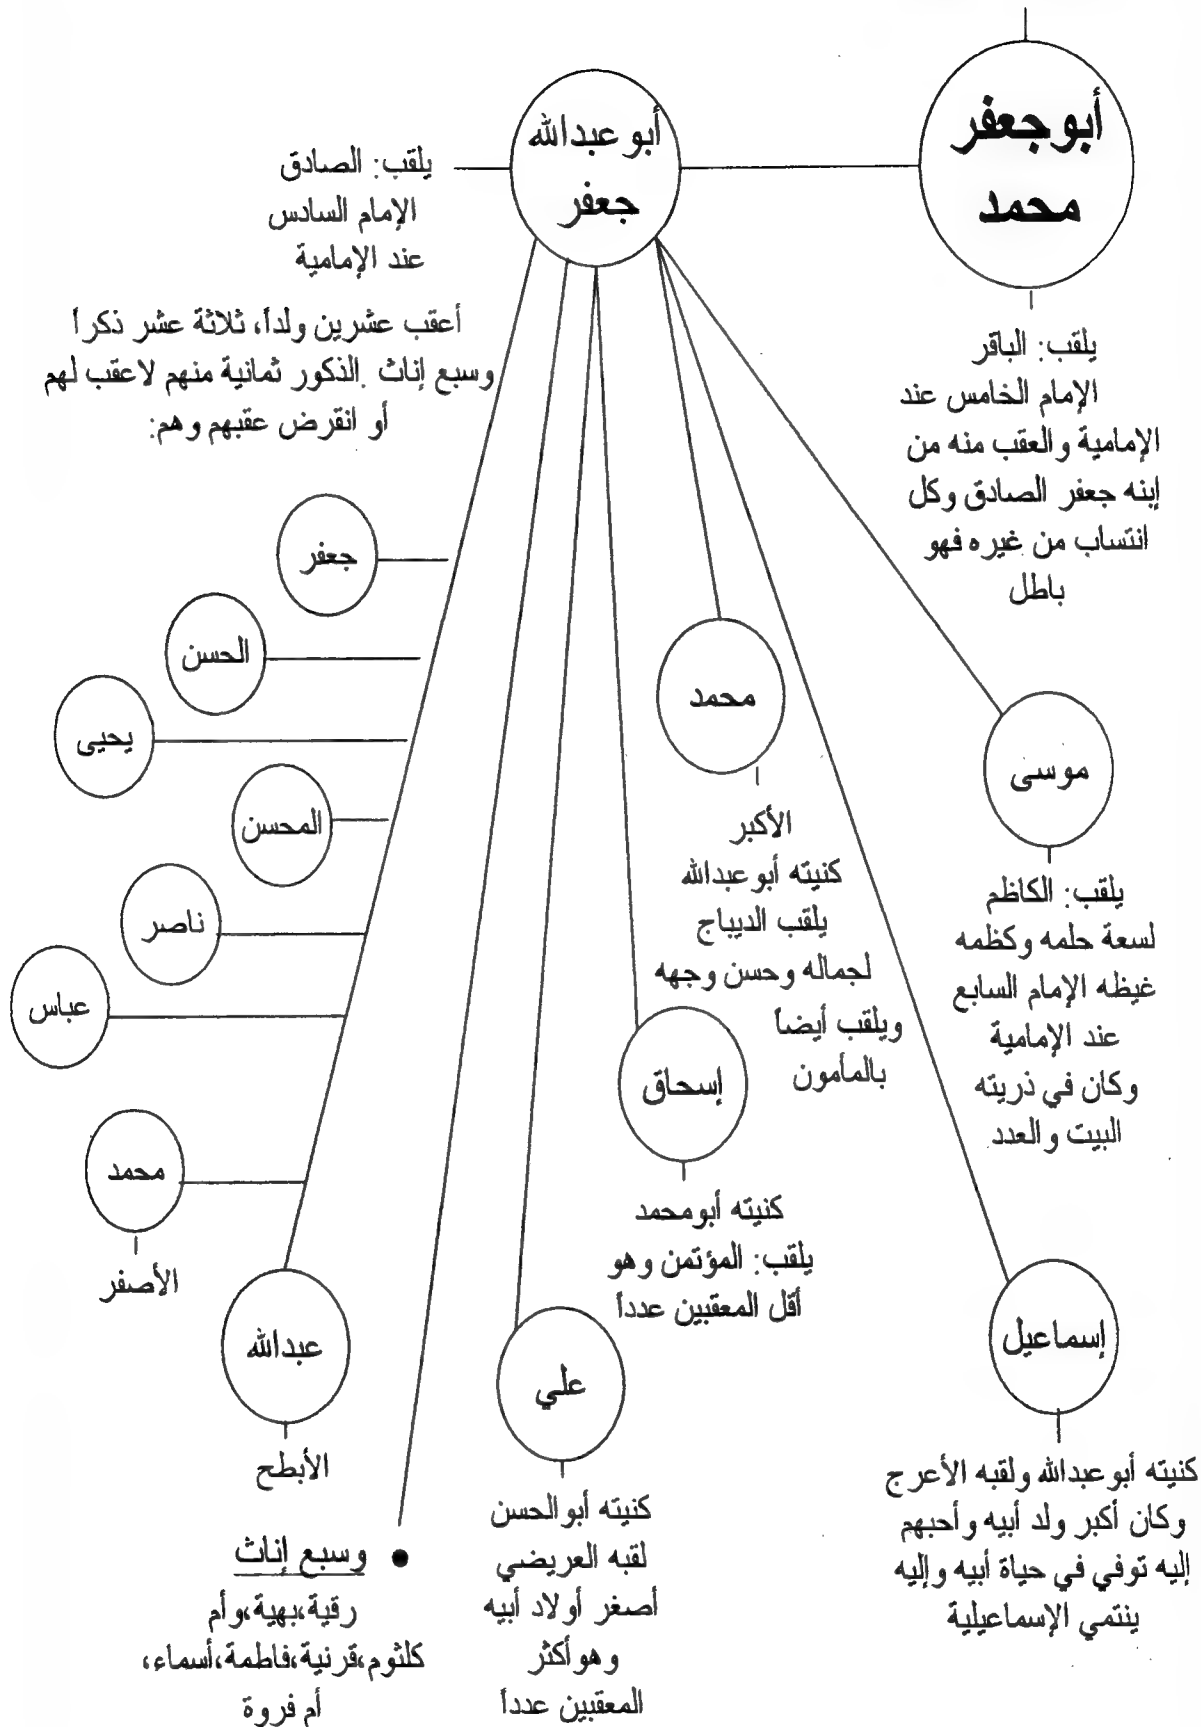 أبوجعفر
محمد
يلقب: الباقر
الإمام الخامس عند
الإمامية والعقب منه من
إبنه جعفر الصادق وكل
انتساب من غيره فهو
باطل
أبو عبدالله
جعفر
يلقب: الصادق
الإمام السادس
عند الإمامية
أعقب عشرين ولداً، ثلاثة عشر ذكراً
وسبع إناث .الذكور ثمانية منهم لاعقب لهم
أو انقرض عقبهم وهم:
جعفر
الحسن
يحيى
المحسن
ناصر
عباس
محمد
الأصفر
عبدالله
الأبطح
موسى
يلقب: الكاظم
لسعة حلمه وكظمه
غيظه الإمام السابع
عند الإمامية
وكان في ذريته
البيت والعدد
محمد
الأكبر
كنيته أبوعبدالله
يلقب الديباج
لجماله وحسن وجهه
ويلقب أيضاً
بالمأمون
إسحاق
كنيته أبومحمد
يلقب: المؤتمن وهو
أقل المعقبين عدداً
إسماعيل
كنيته أبوعبدالله ولقبه الأعرج
وكان أكبر ولد أبيه وأحبهم
إليه توفي في حياة أبيه وإليه
ينتمي الإسماعيلية
علي
كنيته أبوالحسن
لقبه العريضي
أصغر أولاد أبيه
وهوأكثر
المعقبين عدداً
• وسبع إناث
رقية،بهية،وأم
كلثوم،قرنية،فاطمة،أسماء،
أم فروة